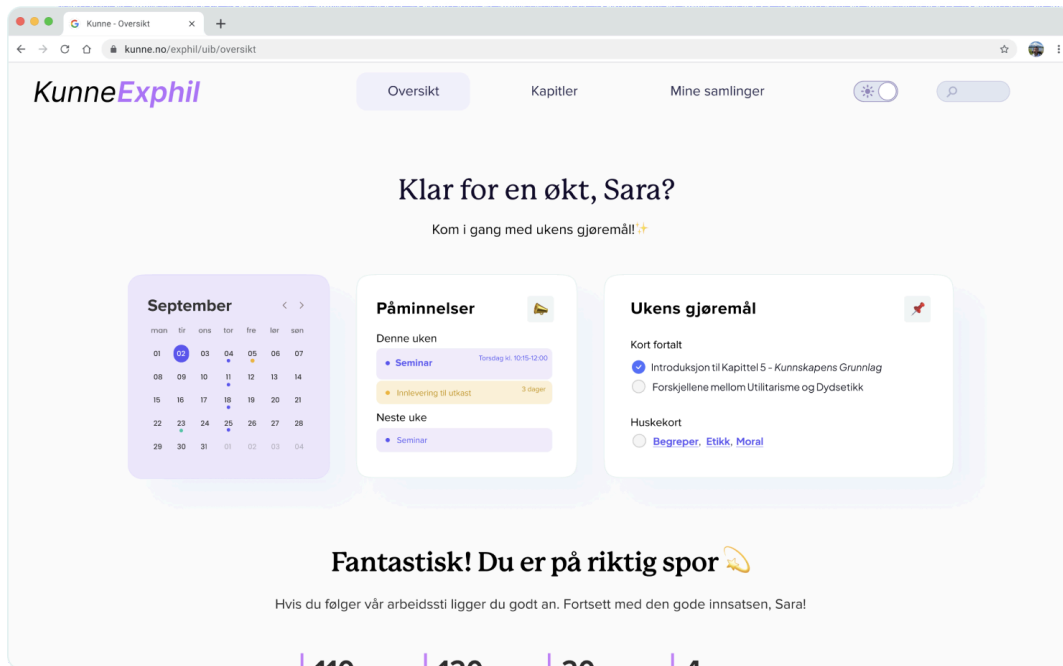 Kunne - Oversikt
kunne.no/exphil/uib/oversikt
KunneExphil
Oversikt
Kapitler
Mine samlinger
Klar for en økt, Sara?
Kom i gang med ukens gjøremål!✨
September
man tir ons tor fre lør søn
01 02 03 04 05 06 07
08 09 10 11 12 13 14
15 16 17 18 19 20 21
22 23 24 25 26 27 28
29 30 31 01 02 03 04
Påminnelser
Denne uken
Seminar Torsdag kl. 10:15-12:00
Innlevering til utkast 3 dager
Neste uke
Seminar
Ukens gjøremål
Kort fortalt
Introduksjon til Kapittel 5 - Kunnskapens Grunnlag
Forskjellene mellom Utilitarisme og Dydsetikk
Huskekort
Begreper, Etikk, Moral
Fantastisk! Du er på riktig spor 💫
Hvis du følger vår arbeidssti ligger du godt an. Fortsett med den gode innsatsen, Sara!